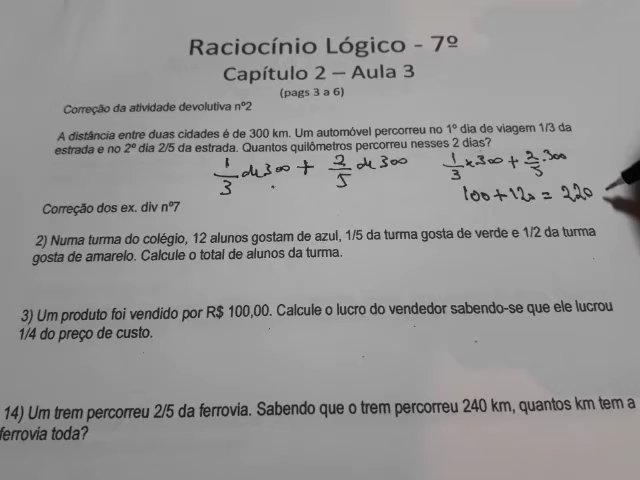 Raciocínio Lógico - 7º
Capítulo 2 – Aula 3
(pags 3 a 6)
Correção da atividade devolutiva nº2
A distância entre duas cidades é de 300 km. Um automóvel percorreu no 1º dia de viagem 1/3 da
estrada e no 2º dia 2/5 da estrada. Quantos quilômetros percorreu nesses 2 dias?
1/3 de 300 + 2/5 de 300
1/3 x 300 + 2/5 . 300
100 + 120 = 220
Correção dos ex. div nº7
2) Numa turma do colégio, 12 alunos gostam de azul, 1/5 da turma gosta de verde e 1/2 da turma
gosta de amarelo. Calcule o total de alunos da turma.
3) Um produto foi vendido por R$ 100,00. Calcule o lucro do vendedor sabendo-se que ele lucrou
1/4 do preço de custo.
14) Um trem percorreu 2/5 da ferrovia. Sabendo que o trem percorreu 240 km, quantos km tem a
ferrovia toda?